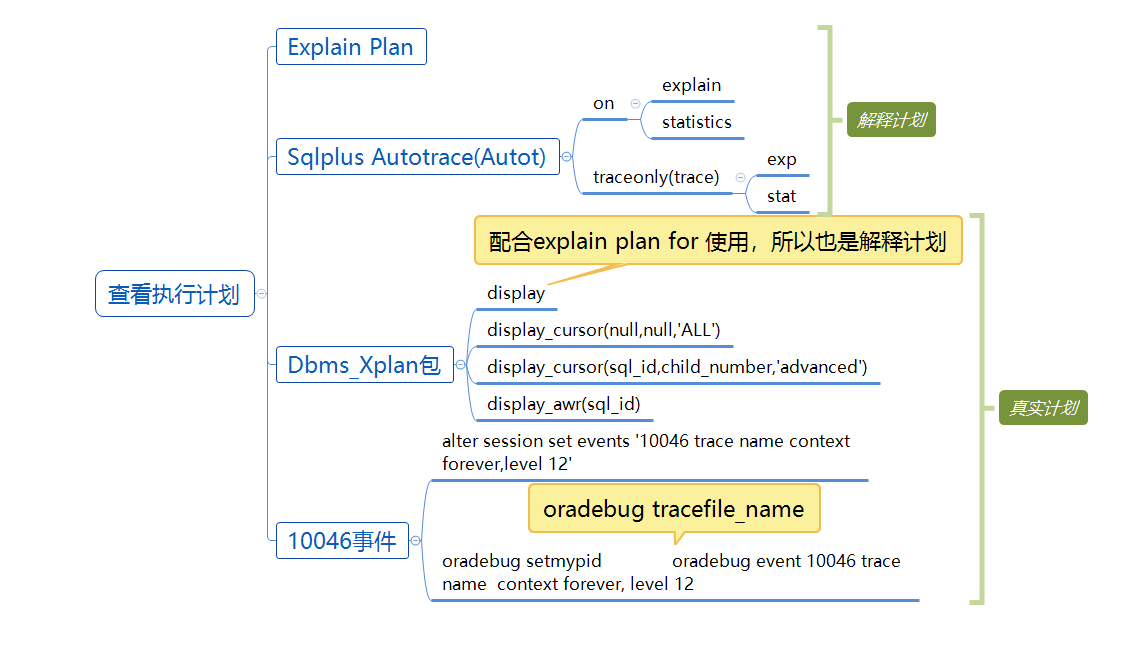 查看执行计划
Explain Plan
Sqlplus Autotrace(Autot)
on
explain
statistics
traceonly(trace)
exp
stat
解释计划
Dbms_Xplan包
配合explain plan for 使用，所以也是解释计划
display
display_cursor(null,null,'ALL')
display_cursor(sql_id,child_number,'advanced')
display_awr(sql_id)
10046事件
alter session set events '10046 trace name context
forever,level 12'
oradebug tracefile_name
oradebug setmypid oradebug event 10046 trace
name context forever, level 12
真实计划